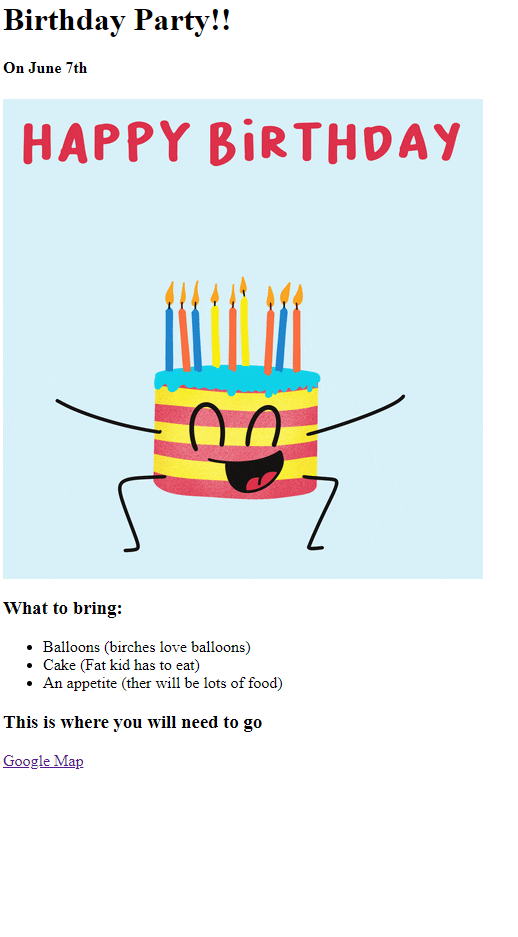 Birthday Party!!
On June 7th
HAPPY BiRTHDAY
What to bring:
Balloons (birches love balloons)
Cake (Fat kid has to eat)
An appetite (ther will be lots of food)
This is where you will need to go
Google Map